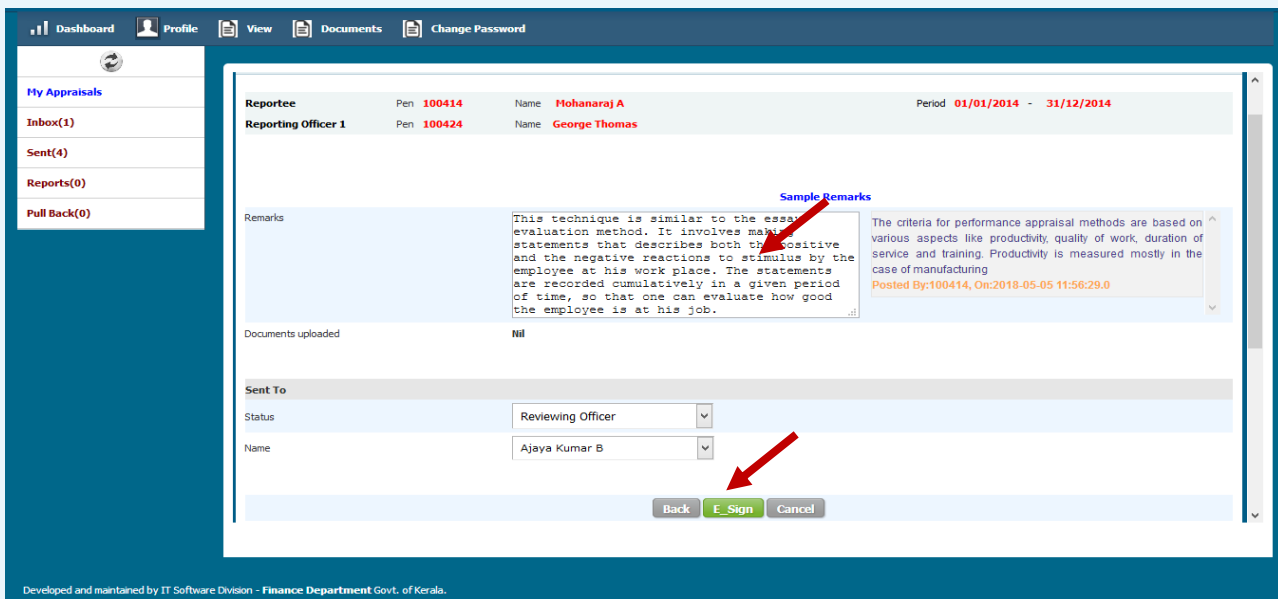 Dashboard Profile View Documents Change Password
My Appraisals
Inbox(1)
Sent(4)
Reports(0)
Pull Back(0)
Reportee Pen 100414 Name Mohanaraj A Period 01/01/2014 - 31/12/2014
Reporting Officer 1 Pen 100424 Name George Thomas
Sample Remarks
Remarks
This technique is similar to the essay
evaluation method. It involves making
statements that describes both the positive
and the negative reactions to stimulus by the
employee at his work place. The statements
are recorded cumulatively in a given period
of time, so that one can evaluate how good
the employee is at his job.
The criteria for performance appraisal methods are based on
various aspects like productivity, quality of work, duration of
service and training. Productivity is measured mostly in the
case of manufacturing
Posted By:100414, On:2018-05-05 11:56:29.0
Documents uploaded Nil
Sent To
Status Reviewing Officer
Name Ajaya Kumar B
Back E_Sign Cancel
Developed and maintained by IT Software Division - Finance Department Govt. of Kerala.